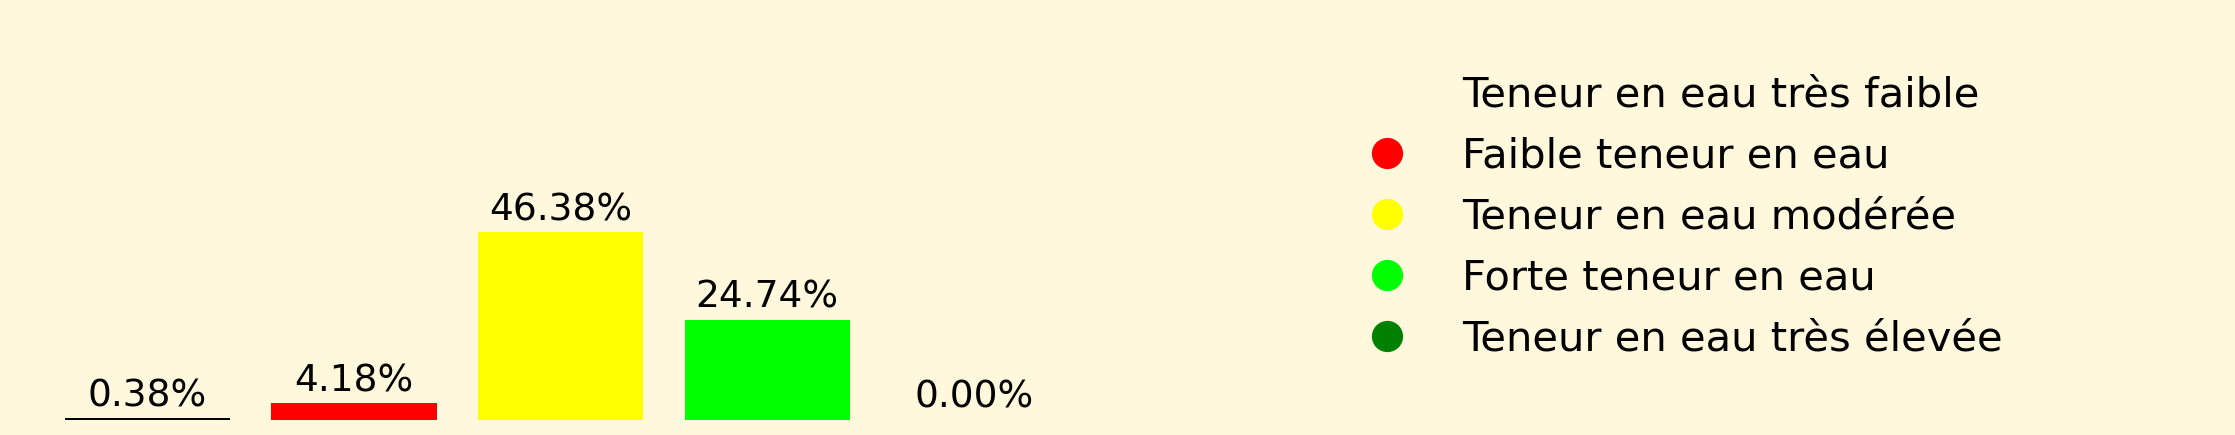 0.38%
4.18%
46.38%
24.74%
0.00%
Teneur en eau très faible
Faible teneur en eau
Teneur en eau modérée
Forte teneur en eau
Teneur en eau très élevée